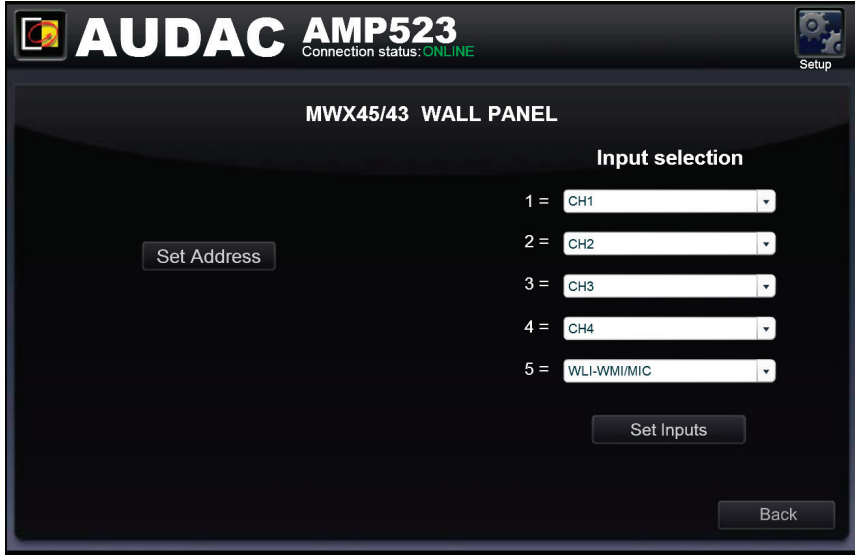 AUDAC AMP523
Connection status:ONLINE
Setup
MWX45/43 WALL PANEL
Input selection
1 = CH1
2 = CH2
Set Address
3 = CH3
4 = CH4
5 = WLI-WMI/MIC
Set Inputs
Back